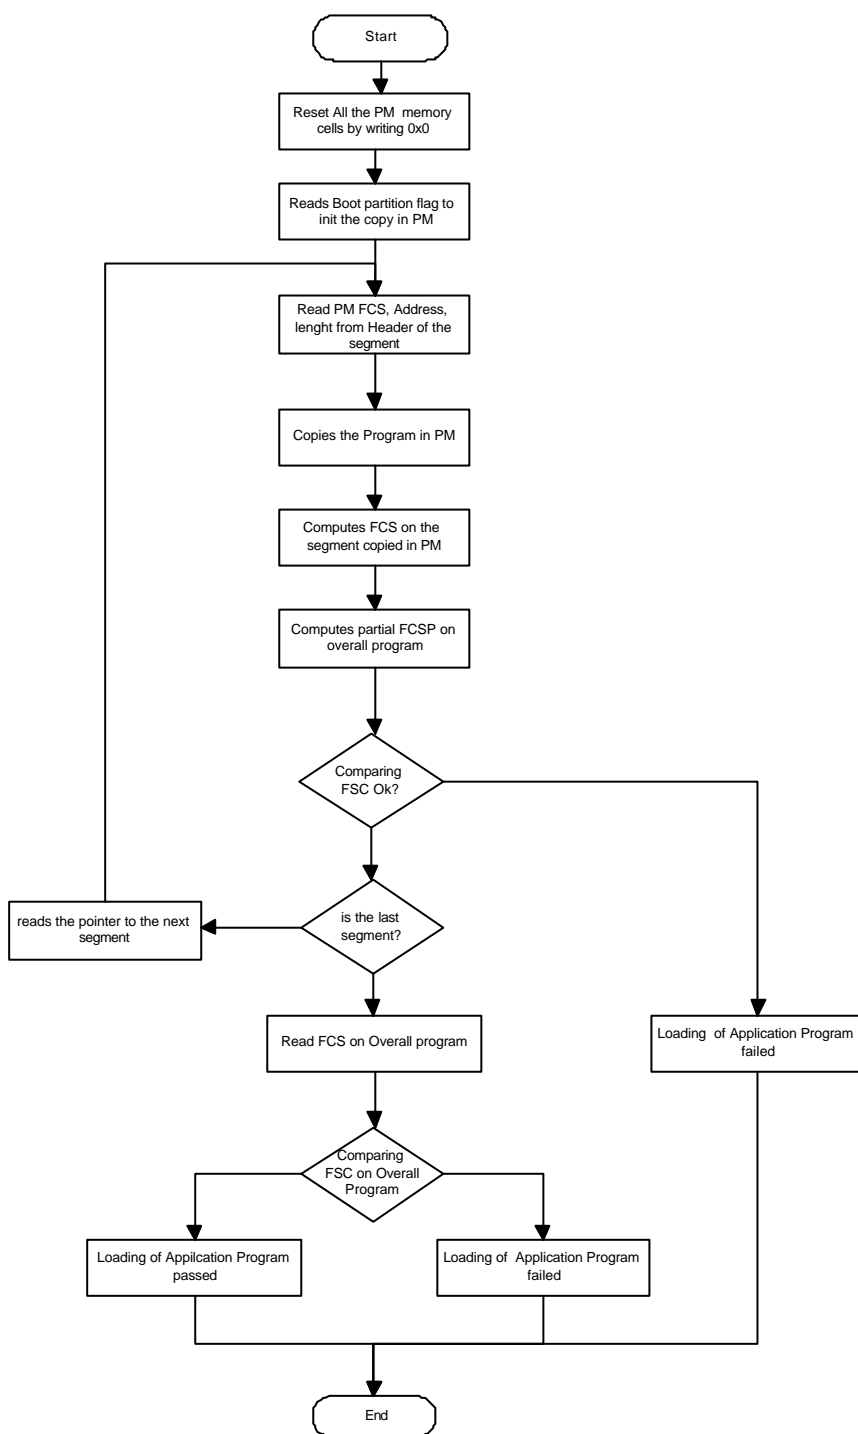 Start
Reset All the PM memory
cells by writing 0x0
Reads Boot partition flag to
init the copy in PM
Read PM FCS, Address,
lenght from Header of the
segment
Copies the Program in PM
Computes FCS on the
segment copied in PM
Computes partial FCSP on
overall program
Comparing
FSC Ok?
is the last
segment?
reads the pointer to the next
segment
Read FCS on Overall program
Loading of Application Program
failed
Comparing
FSC on Overall
Program
Loading of Appilcation Program
passed
Loading of Application Program
failed
End